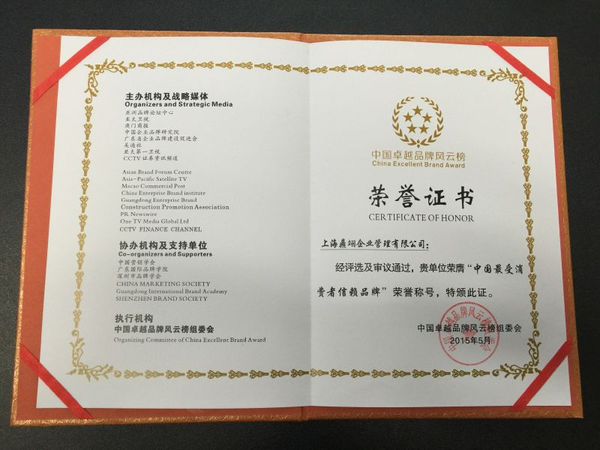 主办机构及战略媒体
Organizers and Strategic Media
亚洲品牌论坛中心
亚太卫视
澳门商报
中国企业品牌研究院
广东省企业品牌建设促进会
美通社
亚太第一卫视
CCTV 证券资讯频道
Asian Brand Forum Centre
Asia-Pacific Satellite TV
Macao Commercial Post
China Enterprise Brand institute
Guangdong Enterprise Brand
Construction Promotion Association
PR Newswire
One TV Media Global Ltd
CCTV FINANCE CHANNEL
协办机构及支持单位
Co-organizers and Supporters
中国营销学会
广东国际品牌学院
深圳市品牌学会
CHINA MARKETING SOCIETY
Guangdong International Brand Academy
SHENZHEN BRAND SOCIETY
执行机构
中国卓越品牌风云榜组委会
Organizing Committee of China Excellent Brand Award
中国卓越品牌风云榜
China Excellent Brand Award
荣誉证书
CERTIFICATE OF HONOR
上海鼎翊企业管理有限公司：
经评选及审议通过，贵单位荣膺“中国最受消
费者信赖品牌”荣誉称号，特颁此证。
中国卓越品牌风云榜组委会
2015年5月